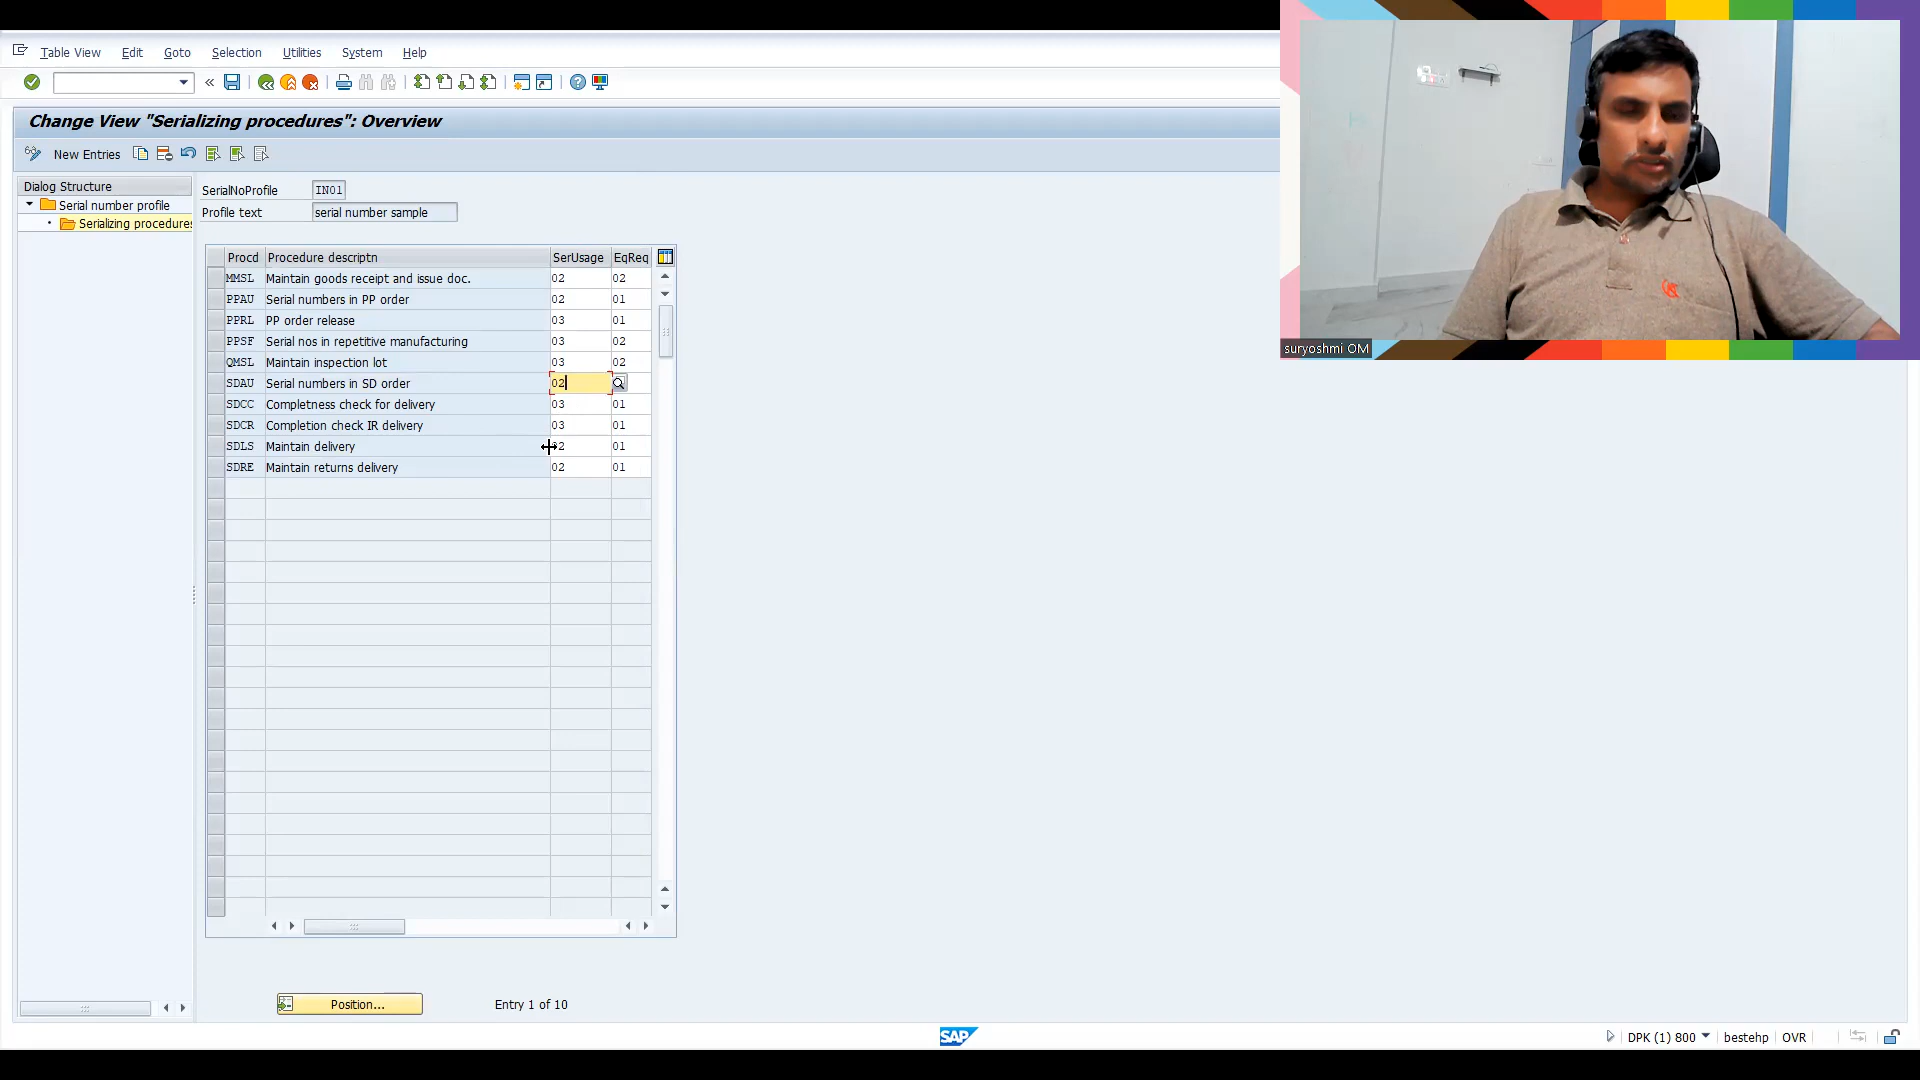 Table View Edit Goto Selection Utilities System Help
Change View "Serializing procedures": Overview
New Entries
Dialog Structure
Serial number profile
Serializing procedures
SerialNoProfile IN01
Profile text serial number sample
Procd Procedure descriptn SerUsage EqReq
MMSL Maintain goods receipt and issue doc. 02 02
PPAU Serial numbers in PP order 02 01
PPRL PP order release 03 01
PPSF Serial nos in repetitive manufacturing 03 02
QMSL Maintain inspection lot 03 02
SDAU Serial numbers in SD order 02
SDCC Completness check for delivery 03 01
SDCR Completion check IR delivery 03 01
SDLS Maintain delivery 02 01
SDRE Maintain returns delivery 02 01
Position... Entry 1 of 10
SAP
DPK (1) 800 bestehp OVR
suryoshmi OM